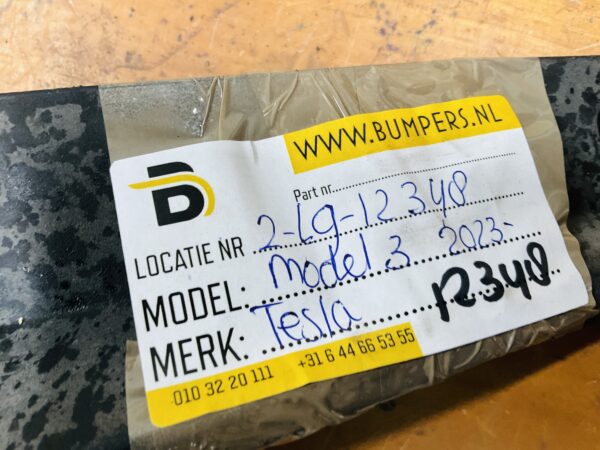 WWW.BUMPERS.NL
B
Part nr.
LOCATIE NR 2-LG-12348
MODEL: Model 3 2023-
MERK: Tesla
12348
010 32 20 111 +31 6 44 66 53 55